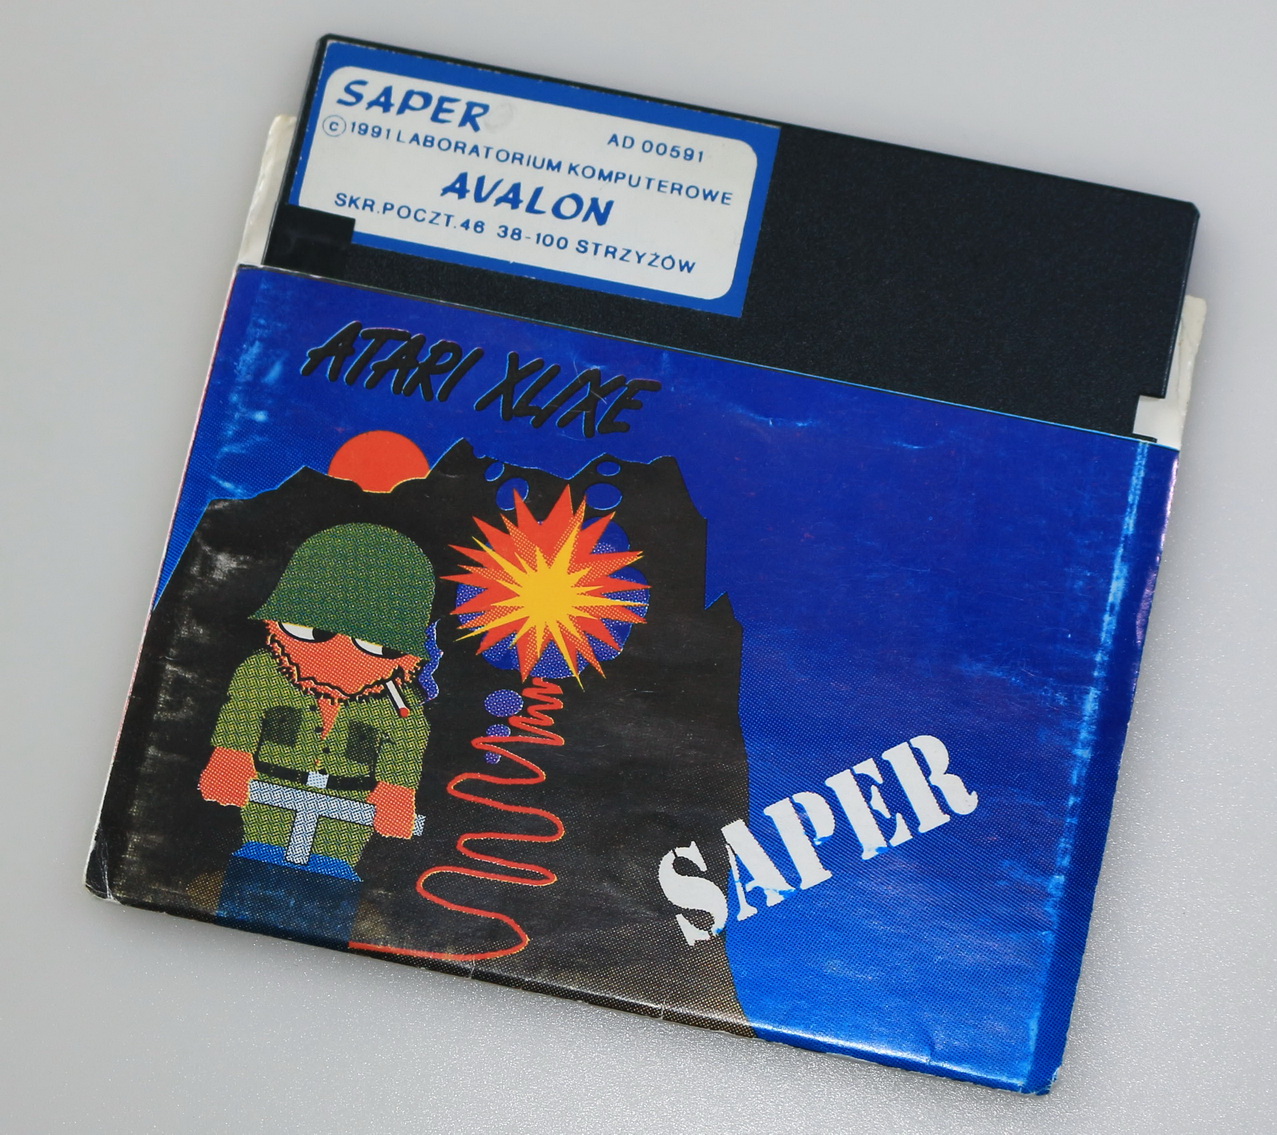 SAPER
AD 00591
© 1991 LABORATORIUM KOMPUTEROWE
AVALON
SKR.POCZT.46 38-100 STRZYŻÓW
ATARI XL/XE
SAPER